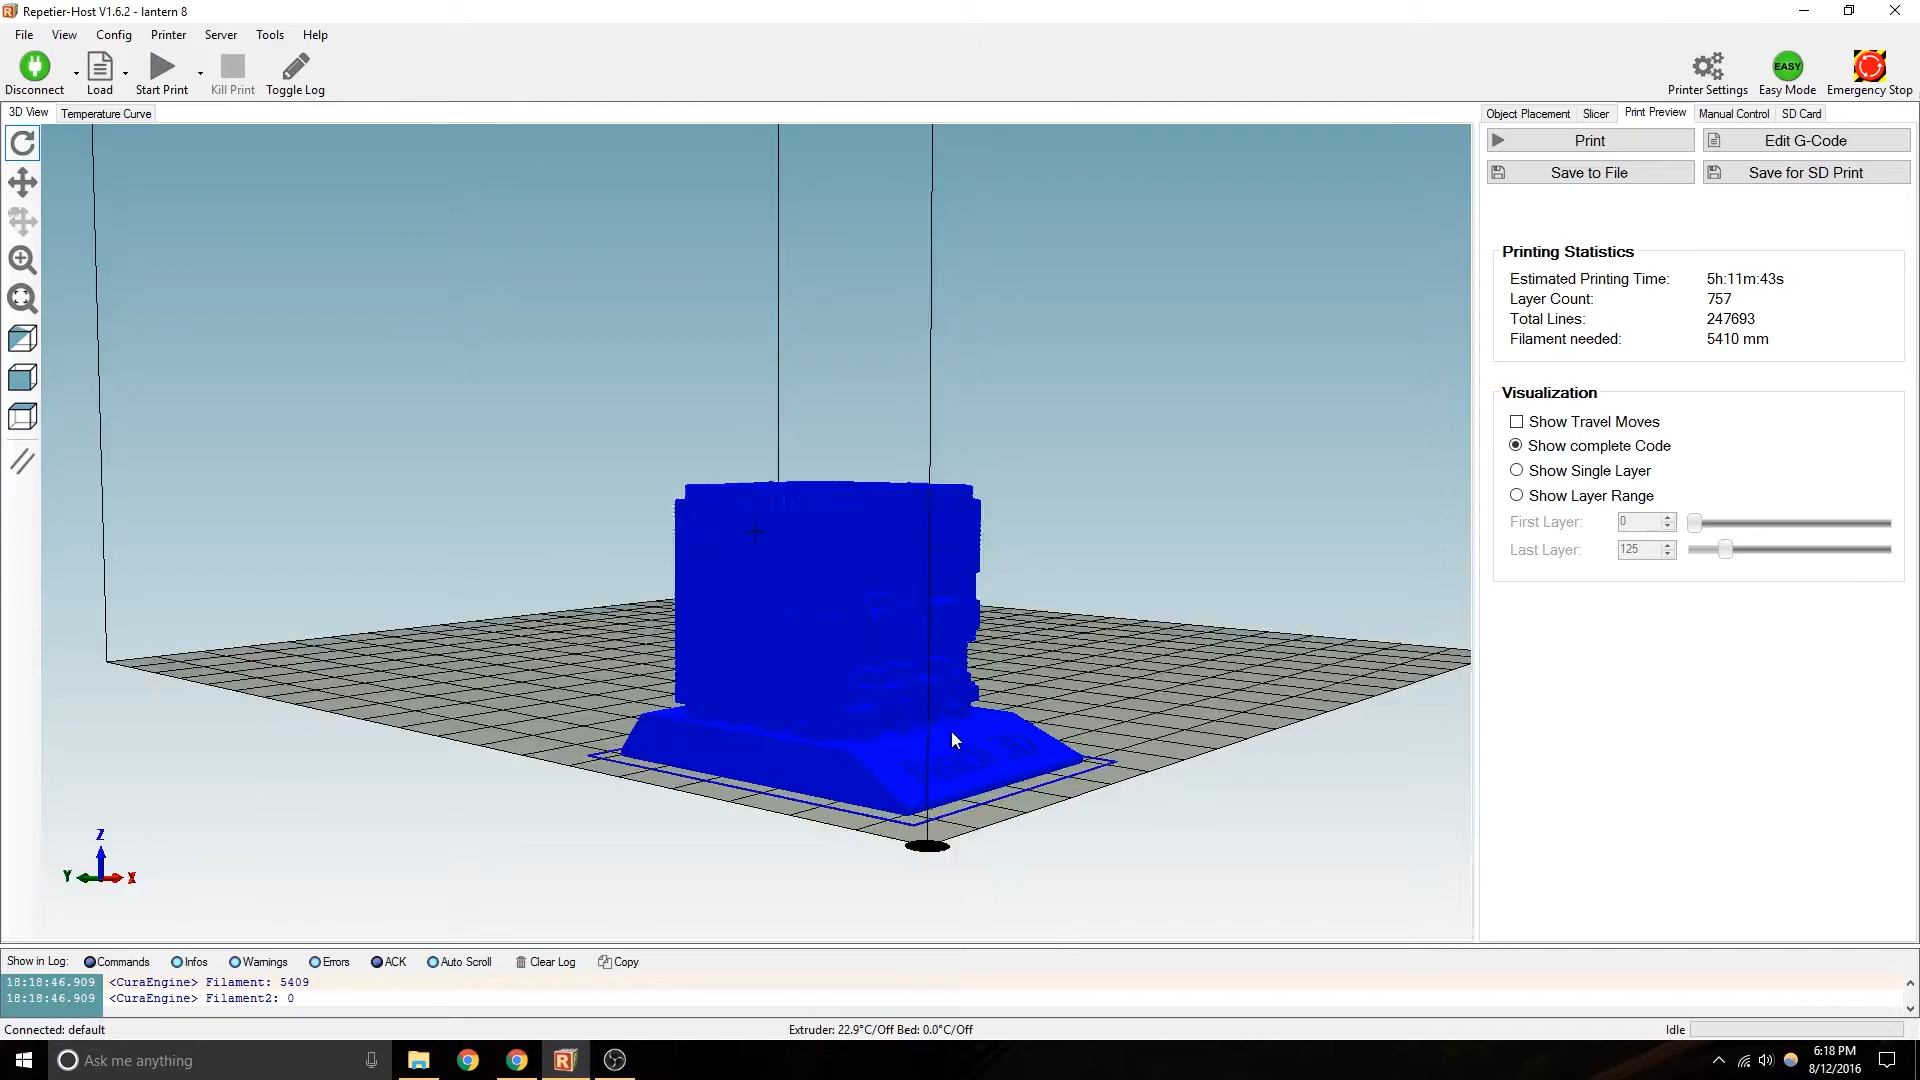 Repetier-Host V1.6.2 - lantern 8
File View Config Printer Server Tools Help
Disconnect Load Start Print Kill Print Toggle Log Printer Settings EASY Easy Mode Emergency Stop
3D View Temperature Curve Object Placement Slicer Print Preview Manual Control SD Card
Print Edit G-Code
Save to File Save for SD Print
Printing Statistics
Estimated Printing Time: 5h:11m:43s
Layer Count: 757
Total Lines: 247693
Filament needed: 5410 mm
Visualization
Show Travel Moves
Show complete Code
Show Single Layer
Show Layer Range
First Layer: 0
Last Layer: 125
Z
Y X
Show in Log: Commands Infos Warnings Errors ACK Auto Scroll Clear Log Copy
18:18:46.909 <CuraEngine> Filament: 5409
18:18:46.909 <CuraEngine> Filament2: 0
Connected: default Extruder: 22.9°C/Off Bed: 0.0°C/Off Idle
Ask me anything 6:18 PM
8/12/2016